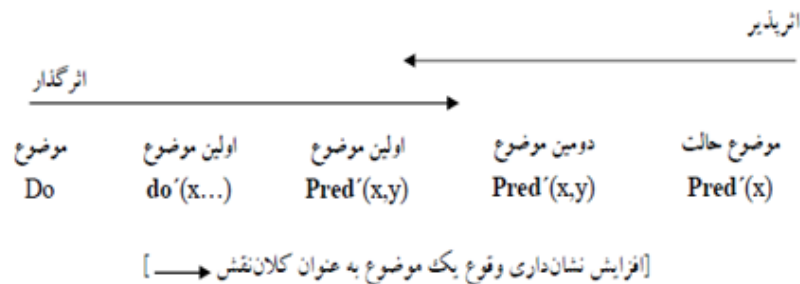 اثرپذیر
اثرگذار
موضوع حالت دومین موضوع اولین موضوع اولین موضوع موضوع
Do do´(x...) Pred´(x,y) Pred´(x,y) Pred´(x)
[افزایش نشان‌داری وقوع یک موضوع به عنوان کلان‌نقش ⟶]